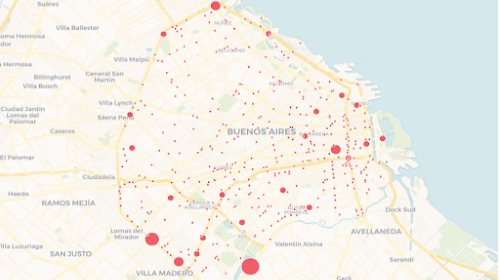 Suárez
Villa Ballester
Loma Hermosa
Villa Maipú
Billinghurst
Villa Bosch
General San
Martín
Villa Lynch
Ciudad Jardín
Lomas del
Palomar
Sáenz Peña
Caseros
BUENOS AIRES
El Palomar
Ciudadela
Haedo
RAMOS MEJÍA
Lomas del
Mirador
Villa Luzuriaga
SAN JUSTO
VILLA MADERO
Valentín Alsina
Dock Sud
AVELLANEDA
Sarandí
Gerli